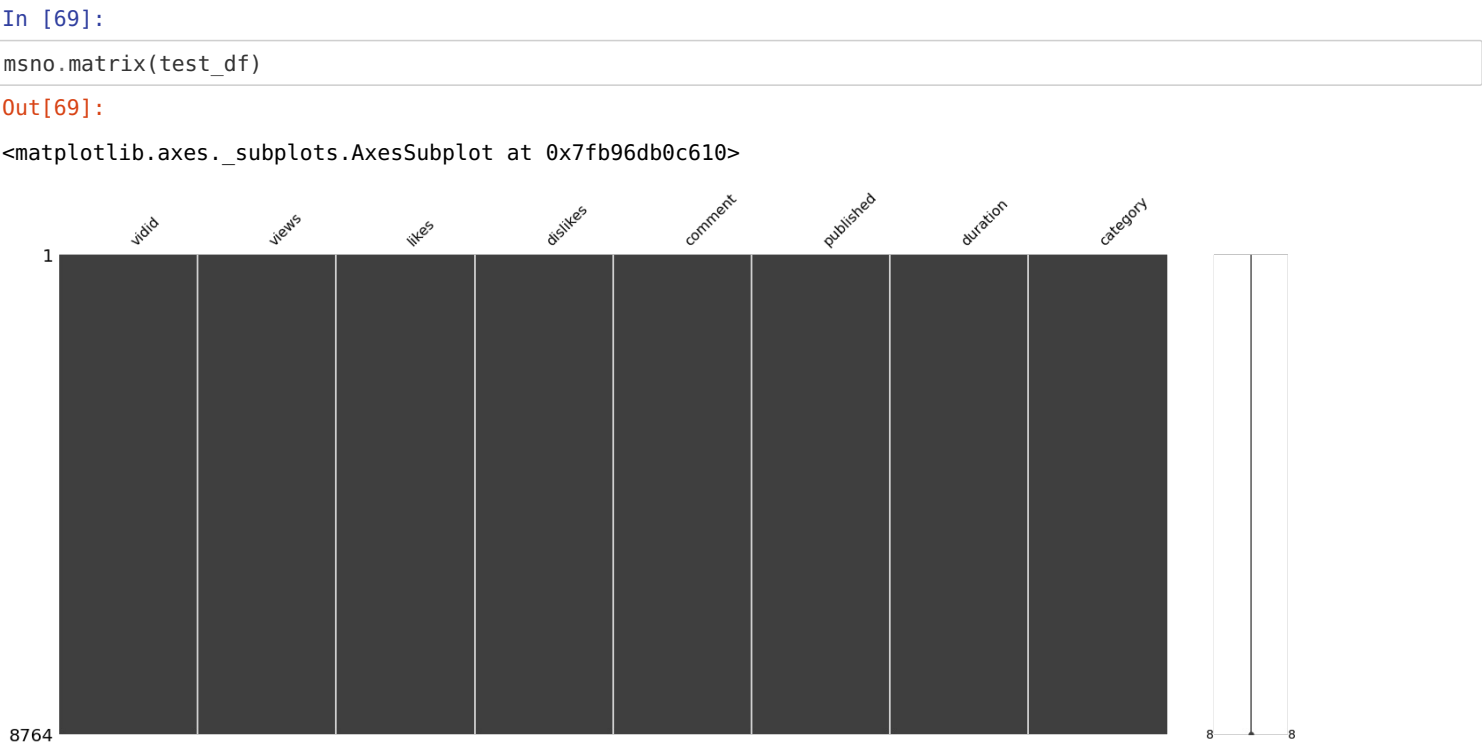 In [69]:
msno.matrix(test_df)
Out[69]:
<matplotlib.axes._subplots.AxesSubplot at 0x7fb96db0c610>
vidid views likes dislikes comment published duration category
1
8764 8 8